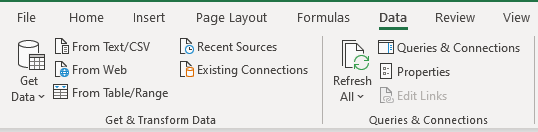 File Home Insert Page Layout Formulas Data Review View
From Text/CSV Recent Sources Queries & Connections
Get Data From Web Existing Connections Refresh All Properties
From Table/Range Edit Links
Get & Transform Data Queries & Connections